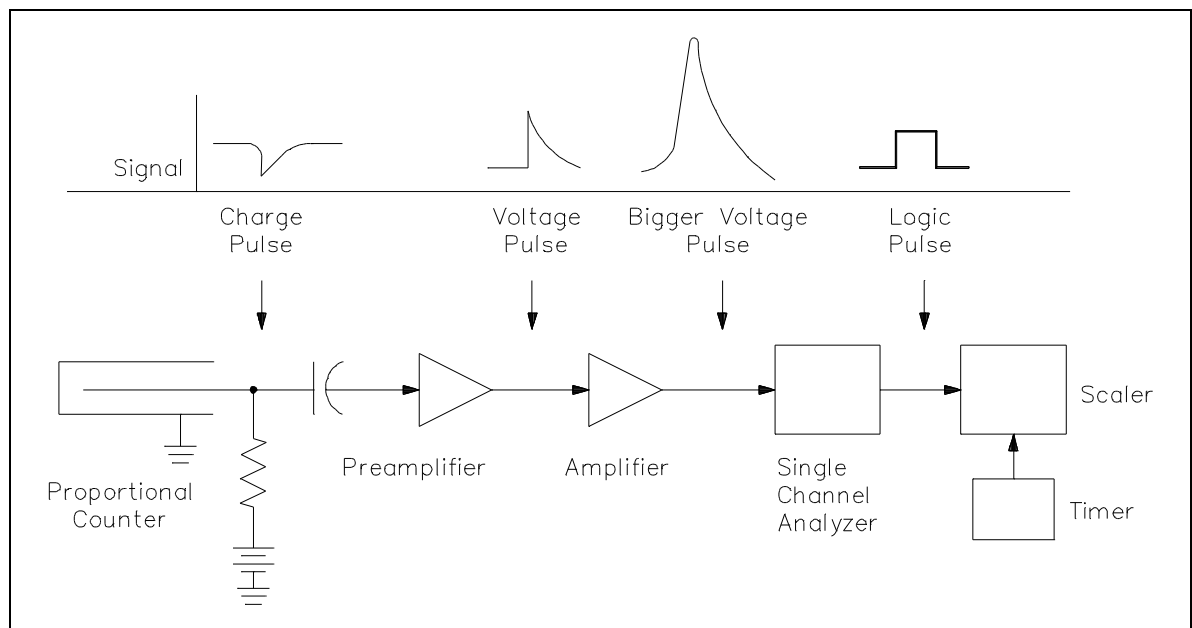 Signal
Charge
Pulse
Voltage
Pulse
Bigger Voltage
Pulse
Logic
Pulse
Scaler
Preamplifier
Amplifier
Single
Channel
Analyzer
Proportional
Counter
Timer